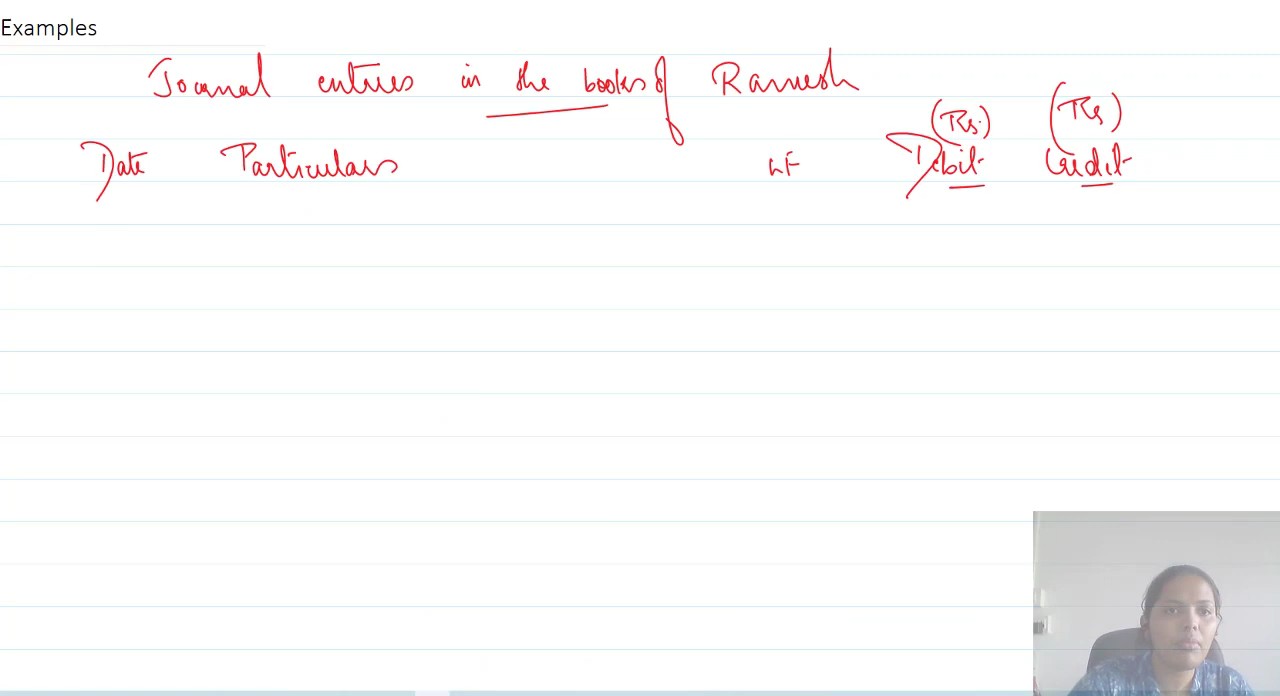 Examples
Journal entries in the books of Ramesh
(Rs.) (Rs)
Date Particulars LF Debit Credit